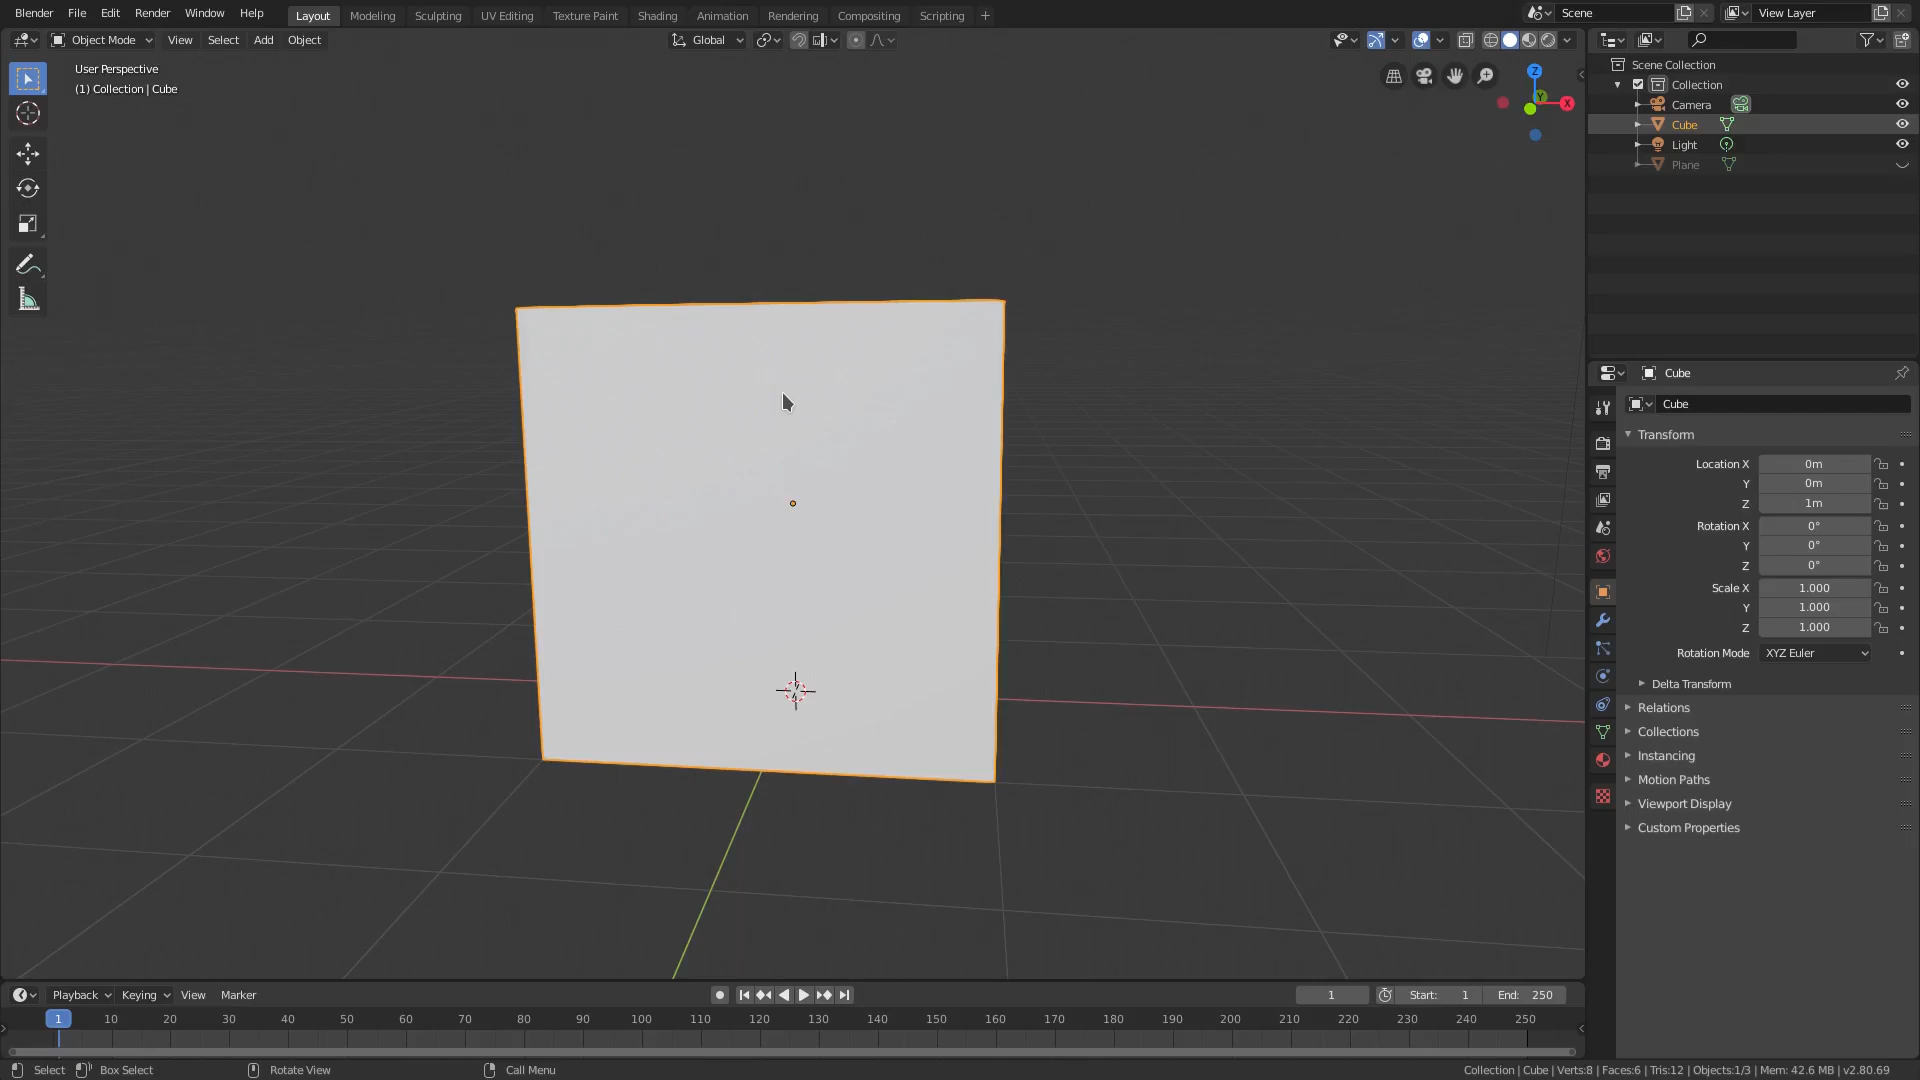 Blender File Edit Render Window Help Layout Modeling Sculpting UV Editing Texture Paint Shading Animation Rendering Compositing Scripting + Scene View Layer
Object Mode View Select Add Object Global
User Perspective
(1) Collection | Cube
Z
Y
X
Scene Collection
Collection
Camera
Cube
Light
Plane
Cube
Cube
Transform
Location X 0m
Y 0m
Z 1m
Rotation X 0°
Y 0°
Z 0°
Scale X 1.000
Y 1.000
Z 1.000
Rotation Mode XYZ Euler
Delta Transform
Relations
Collections
Instancing
Motion Paths
Viewport Display
Custom Properties
Playback Keying View Marker 1 Start: 1 End: 250
1 10 20 30 40 50 60 70 80 90 100 110 120 130 140 150 160 170 180 190 200 210 220 230 240 250
Select Box Select Rotate View Call Menu Collection | Cube | Verts:8 | Faces:6 | Tris:12 | Objects:1/3 | Mem: 42.6 MB | v2.80.69